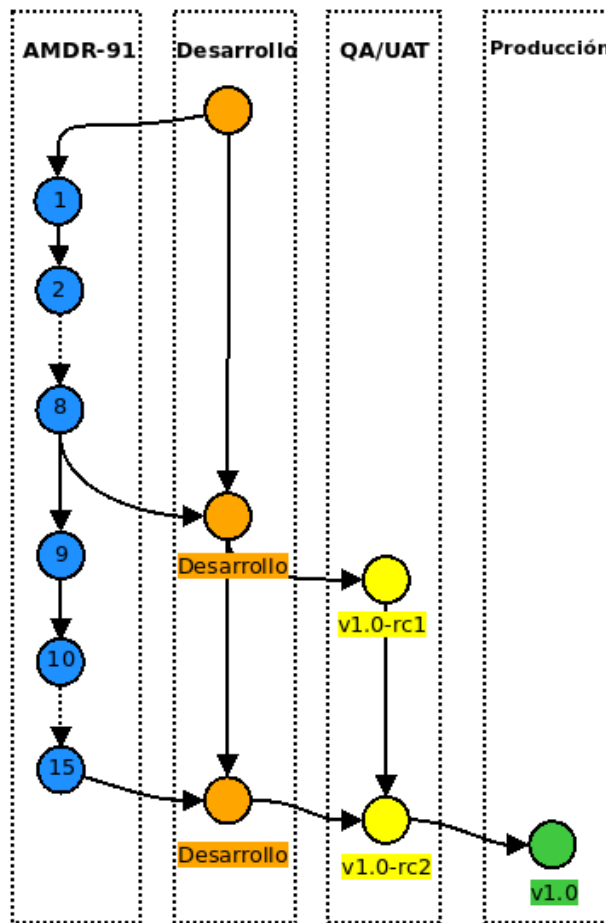 AMDR-91
Desarrollo
QA/UAT
Producción
1
2
8
9
Desarrollo
v1.0-rc1
10
15
Desarrollo
v1.0-rc2
v1.0